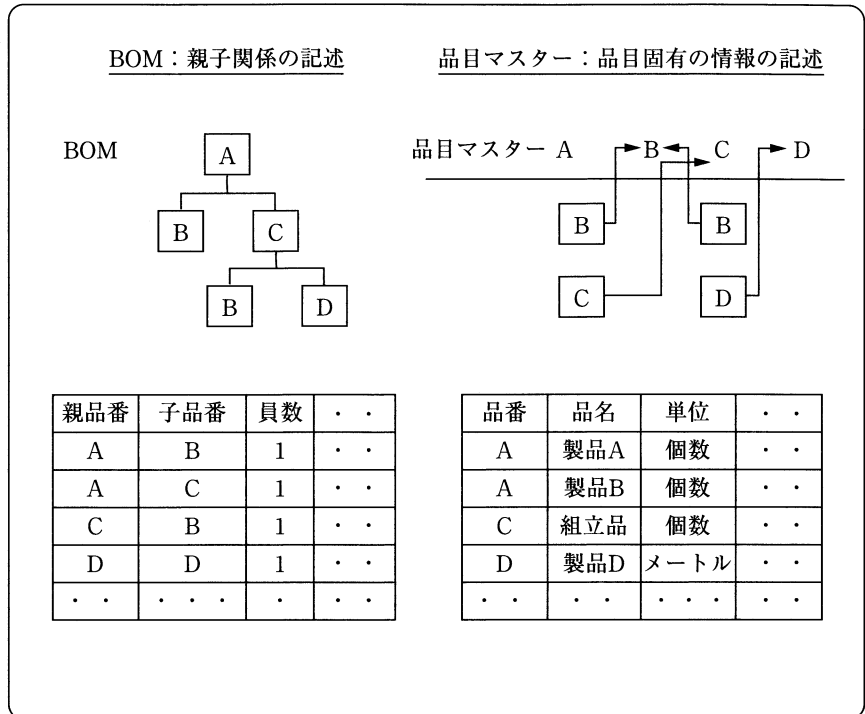 BOM：親子関係の記述
品目マスター：品目固有の情報の記述
BOM
A
B
C
B
D
品目マスター A B C D
B
B
C
D
親品番 子品番 員数 ・・
A B 1 ・・
A C 1 ・・
C B 1 ・・
D D 1 ・・
・・ ・・・ ・ ・・
品番 品名 単位 ・・
A 製品A 個数 ・・
A 製品B 個数 ・・
C 組立品 個数 ・・
D 製品D メートル ・・
・・ ・・・ ・・・ ・・